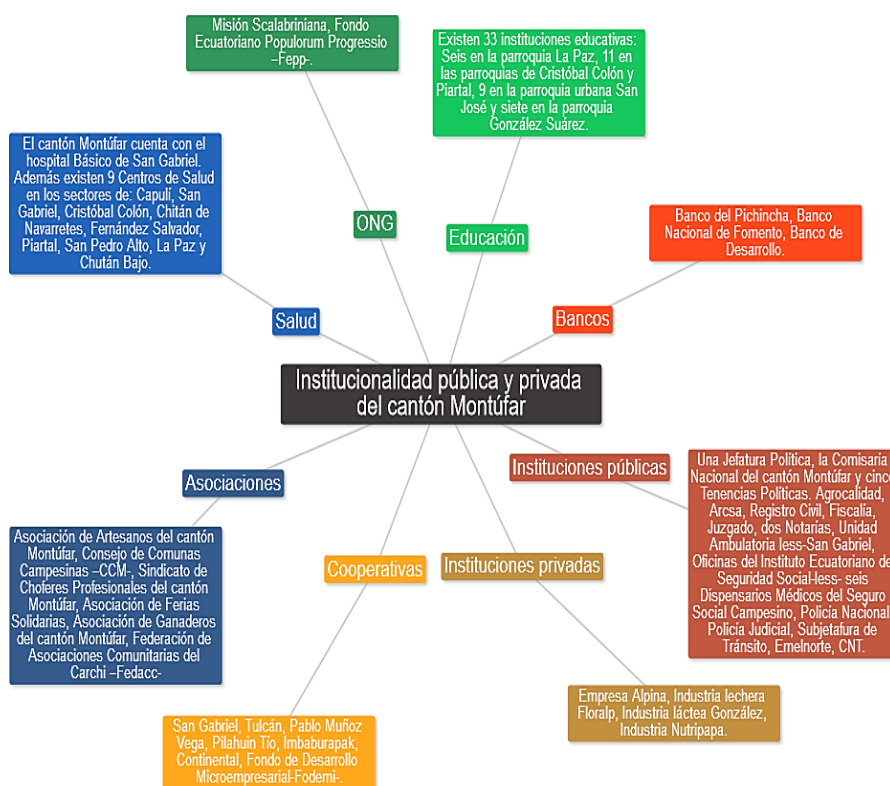 Misión Scalabriniana, Fondo
Ecuatoriano Populorum Progressio
–Fepp-.
Existen 33 instituciones educativas:
Seis en la parroquia La Paz, 11 en
las parroquias de Cristóbal Colón y
Piartal, 9 en la parroquia urbana San
José y siete en la parroquia
González Suárez.
El cantón Montúfar cuenta con el
hospital Básico de San Gabriel.
Además existen 9 Centros de Salud
en los sectores de: Capulí, San
Gabriel, Cristóbal Colón, Chitán de
Navarretes, Fernández Salvador,
Piartal, San Pedro Alto, La Paz y
Chután Bajo.
ONG
Educación
Banco del Pichincha, Banco
Nacional de Fomento, Banco de
Desarrollo.
Salud
Bancos
Institucionalidad pública y privada
del cantón Montúfar
Asociaciones
Instituciones públicas
Una Jefatura Política, la Comisaria
Nacional del cantón Montúfar y cinco
Tenencias Políticas. Agrocalidad,
Arcsa, Registro Civil, Fiscalía,
Juzgado, dos Notarias, Unidad
Ambulatoria Iess-San Gabriel,
Oficinas del Instituto Ecuatoriano de
Seguridad Social-Iess- seis
Dispensarios Médicos del Seguro
Social Campesino, Policía Nacional,
Policía Judicial, Subjetafura de
Tránsito, Emelnorte, CNT.
Asociación de Artesanos del cantón
Montúfar, Consejo de Comunas
Campesinas –CCM-, Sindicato de
Choferes Profesionales del cantón
Montúfar, Asociación de Ferias
Solidarias, Asociación de Ganaderos
del cantón Montúfar, Federación de
Asociaciones Comunitarias del
Carchi –Fedacc-
Cooperativas
Instituciones privadas
San Gabriel, Tulcán, Pablo Muñoz
Vega, Pilahuin Tio, Imbaburapak,
Continental, Fondo de Desarrollo
Microempresarial-Fodemi-.
Empresa Alpina, Industria lechera
Floralp, Industria láctea González,
Industria Nutripapa.